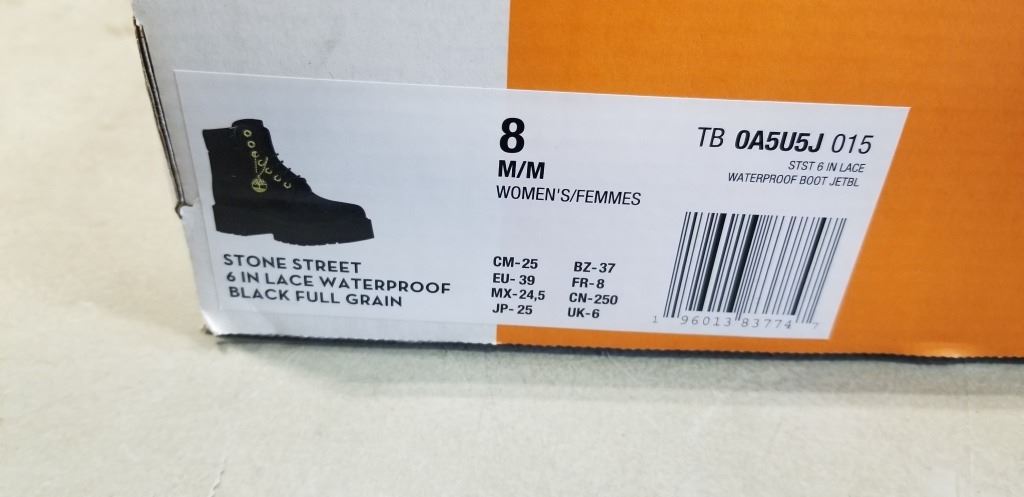 STONE STREET
6 IN LACE WATERPROOF
BLACK FULL GRAIN
8
M/M
WOMEN'S/FEMMES
CM-25 BZ-37
EU-39 FR-8
MX-24,5 CN-250
JP-25 UK-6
TB 0A5U5J 015
STST 6 IN LACE
WATERPROOF BOOT JETBL
1 96013 83774 7